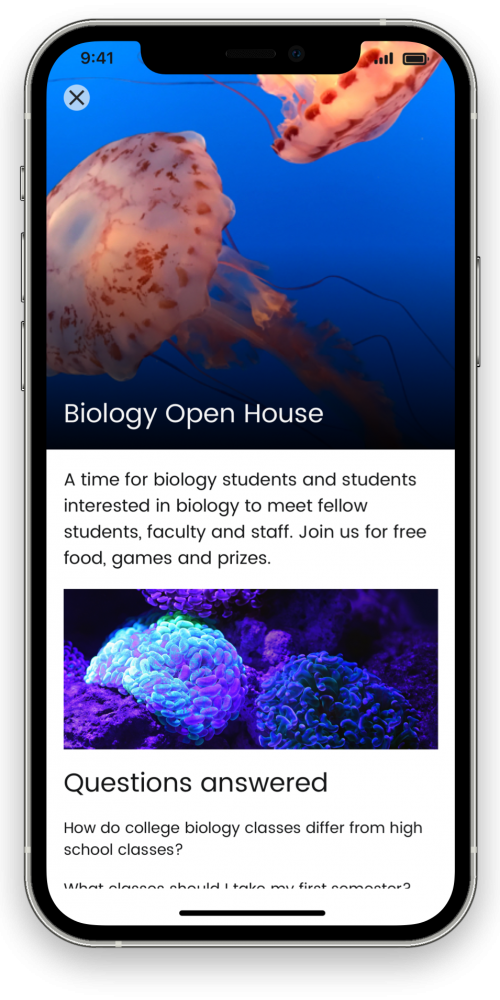 9:41
Biology Open House
A time for biology students and students
interested in biology to meet fellow
students, faculty and staff. Join us for free
food, games and prizes.
Questions answered
How do college biology classes differ from high
school classes?
What classes should I take my first semester?